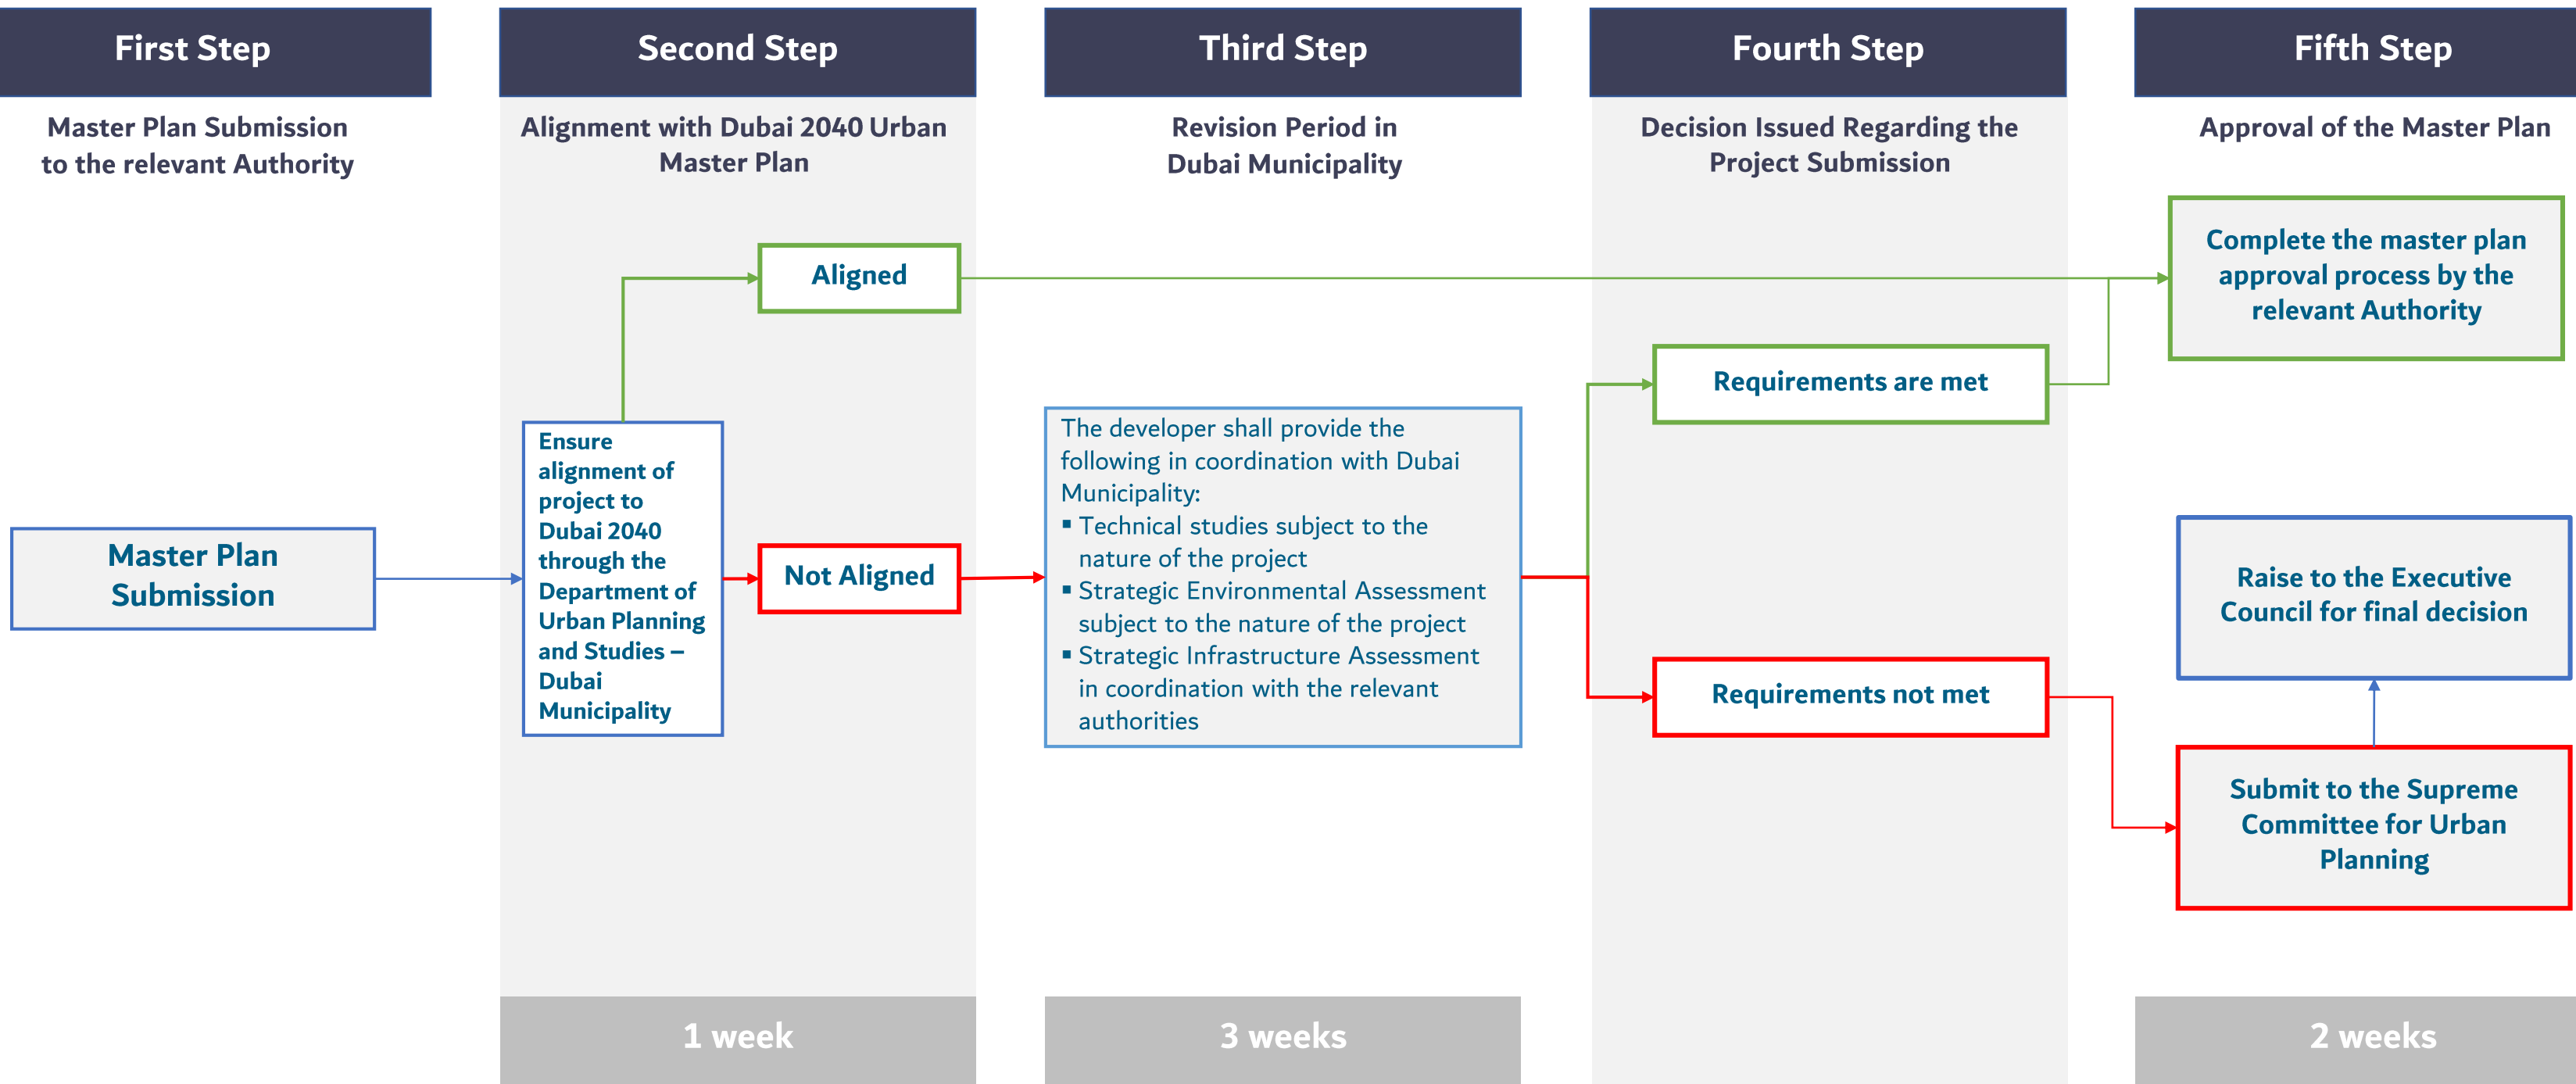 First Step
Second Step
Third Step
Fourth Step
Fifth Step
Master Plan Submission
to the relevant Authority
Alignment with Dubai 2040 Urban
Master Plan
Revision Period in
Dubai Municipality
Decision Issued Regarding the
Project Submission
Approval of the Master Plan
Master Plan
Submission
Ensure
alignment of
project to
Dubai 2040
through the
Department of
Urban Planning
and Studies –
Dubai
Municipality
Aligned
Not Aligned
The developer shall provide the
following in coordination with Dubai
Municipality:
▪ Technical studies subject to the
nature of the project
▪ Strategic Environmental Assessment
subject to the nature of the project
▪ Strategic Infrastructure Assessment
in coordination with the relevant
authorities
Requirements are met
Requirements not met
Complete the master plan
approval process by the
relevant Authority
Raise to the Executive
Council for final decision
Submit to the Supreme
Committee for Urban
Planning
1 week
3 weeks
2 weeks